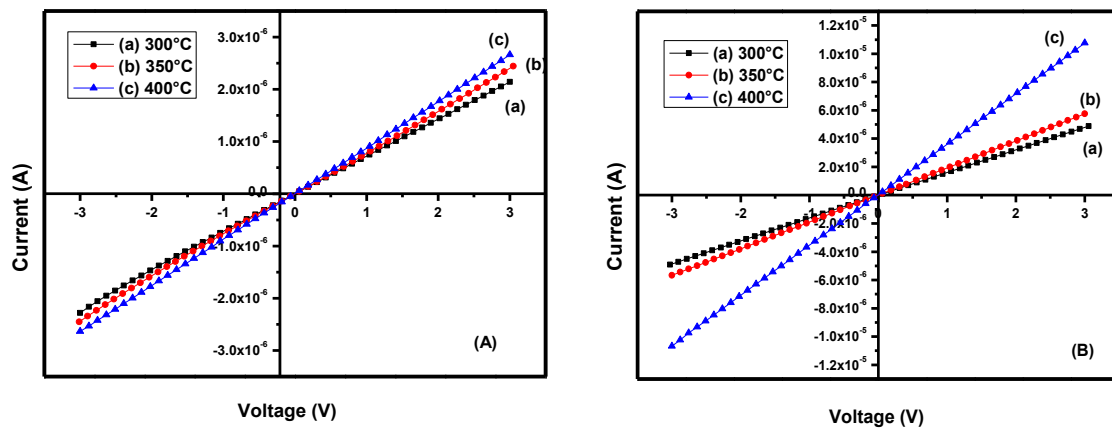 (a) 300°C
(b) 350°C
(c) 400°C
3.0x10-6
2.0x10-6
1.0x10-6
0.0
-1.0x10-6
-2.0x10-6
-3.0x10-6
-3 -2 -1 0 1 2 3
(c)
(b)
(a)
(A)
Current (A)
Voltage (V)
(a) 300°C
(b) 350°C
(c) 400°C
1.2x10-5
1.0x10-5
8.0x10-6
6.0x10-6
4.0x10-6
2.0x10-6
0.0
-2.0x10-6
-4.0x10-6
-6.0x10-6
-8.0x10-6
-1.0x10-5
-1.2x10-5
-3 -2 -1 0 1 2 3
(c)
(b)
(a)
(B)
Current (A)
Voltage (V)